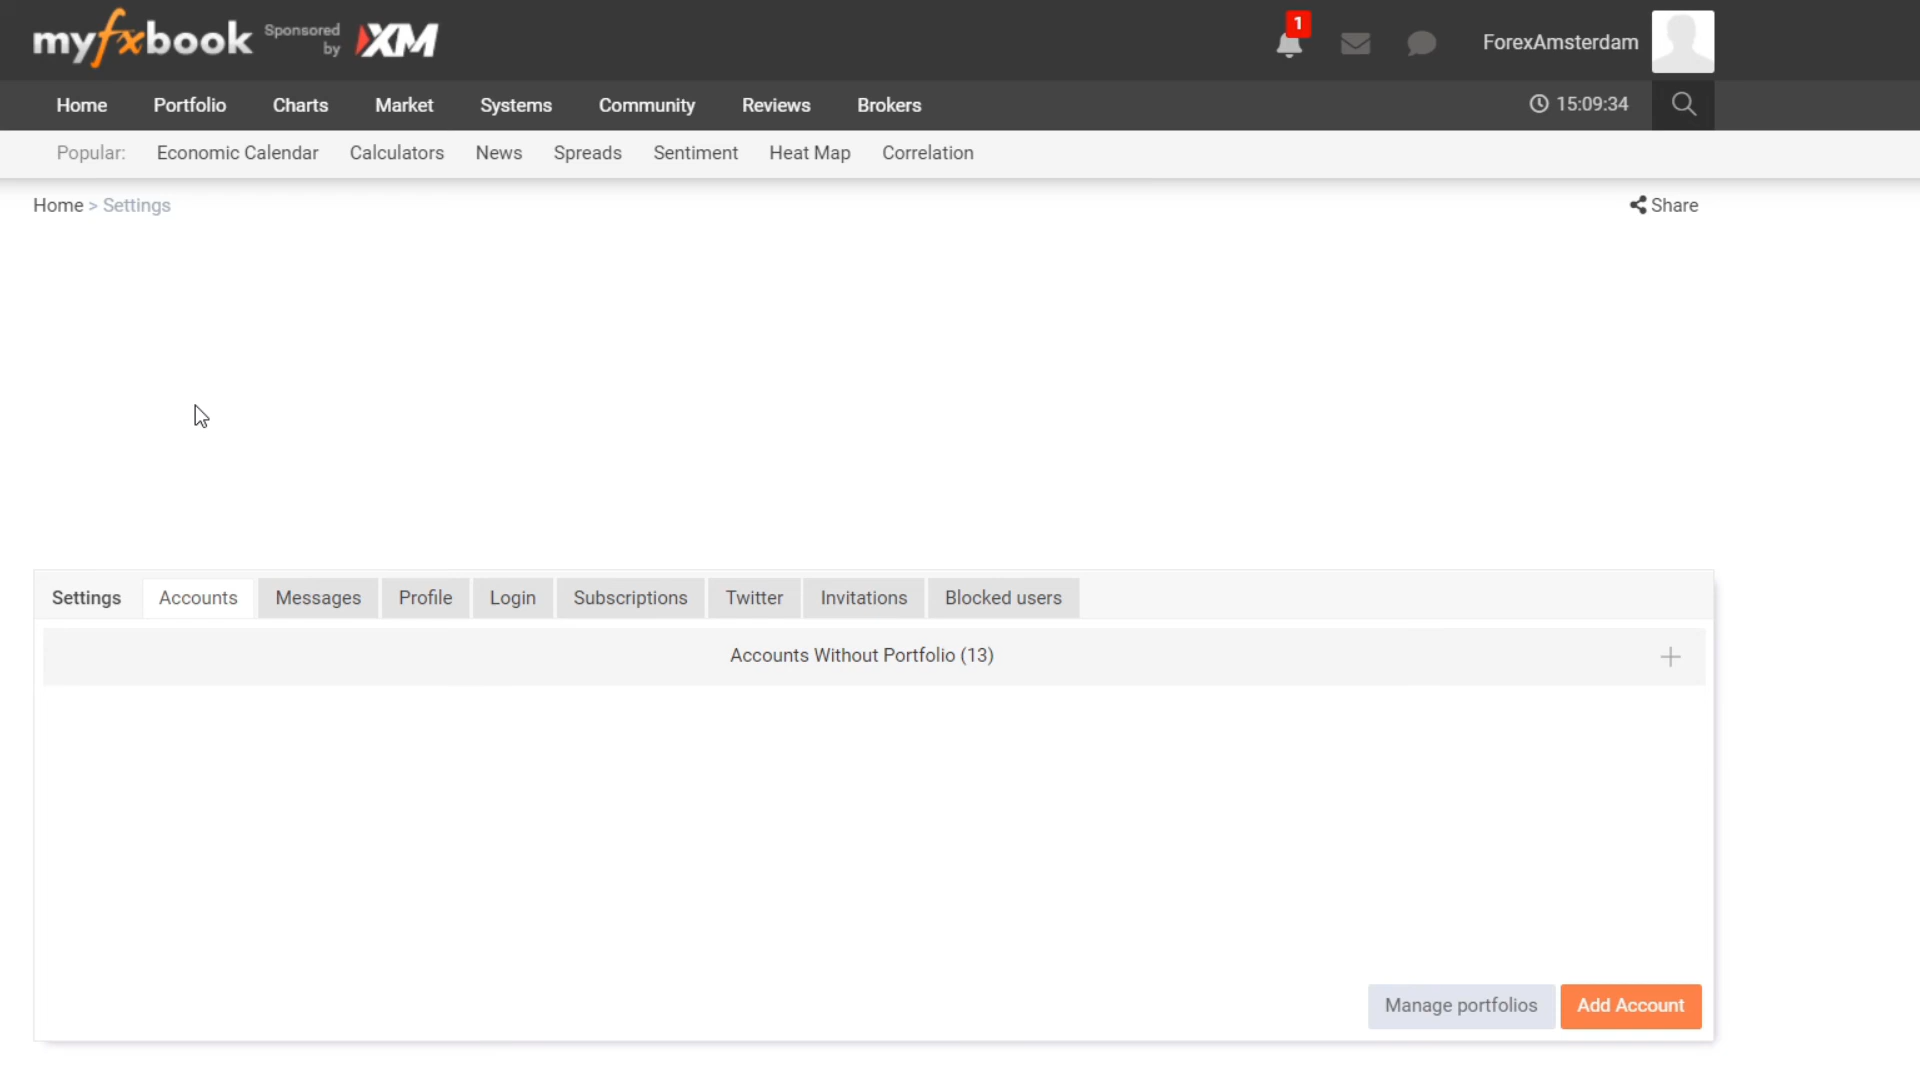 myfxbook Sponsored by XM
1
ForexAmsterdam
Home Portfolio Charts Market Systems Community Reviews Brokers 15:09:34
Popular: Economic Calendar Calculators News Spreads Sentiment Heat Map Correlation
Home > Settings Share
Settings Accounts Messages Profile Login Subscriptions Twitter Invitations Blocked users
Accounts Without Portfolio (13)
Manage portfolios Add Account